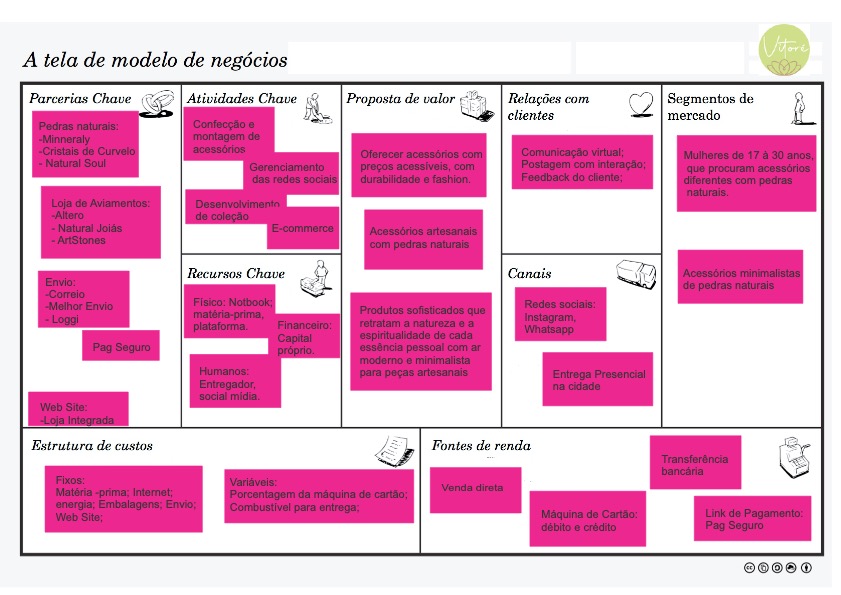 A tela de modelo de negócios
Vitoré
Parcerias Chave
Pedras naturais:
-Minneraly
-Cristais de Curvelo
- Natural Soul
Loja de Aviamentos:
-Altero
- Natural Joiás
- ArtStones
Envio:
-Correio
-Melhor Envio
- Loggi
Pag Seguro
Web Site:
-Loja Integrada
Atividades Chave
Confecção e
montagem de
acessórios
Gerenciamento
das redes sociais
Desenvolvimento
de coleção
E-commerce
Recursos Chave
Físico: Notbook;
matéria-prima,
plataforma.
Financeiro:
Capital
próprio.
Humanos:
Entregador,
social mídia.
Proposta de valor
Oferecer acessórios com
preços acessíveis, com
durabilidade e fashion.
Acessórios artesanais
com pedras naturais
Produtos sofisticados que
retratam a natureza e a
espiritualidade de cada
essência pessoal com ar
moderno e minimalista
para peças artesanais
Relações com
clientes
Comunicação virtual;
Postagem com interação;
Feedback do cliente;
Canais
Redes sociais:
Instagram,
Whatsapp
Entrega Presencial
na cidade
Segmentos de
mercado
Mulheres de 17 à 30 anos,
que procuram acessórios
diferentes com pedras
naturais.
Acessórios minimalistas
de pedras naturais
Estrutura de custos
Fixos:
Matéria -prima; Internet;
energia; Embalagens; Envio;
Web Site;
Variáveis:
Porcentagem da máquina de cartão;
Combustível para entrega;
Fontes de renda
Venda direta
Máquina de Cartão:
débito e crédito
Transferência
bancária
Link de Pagamento:
Pag Seguro